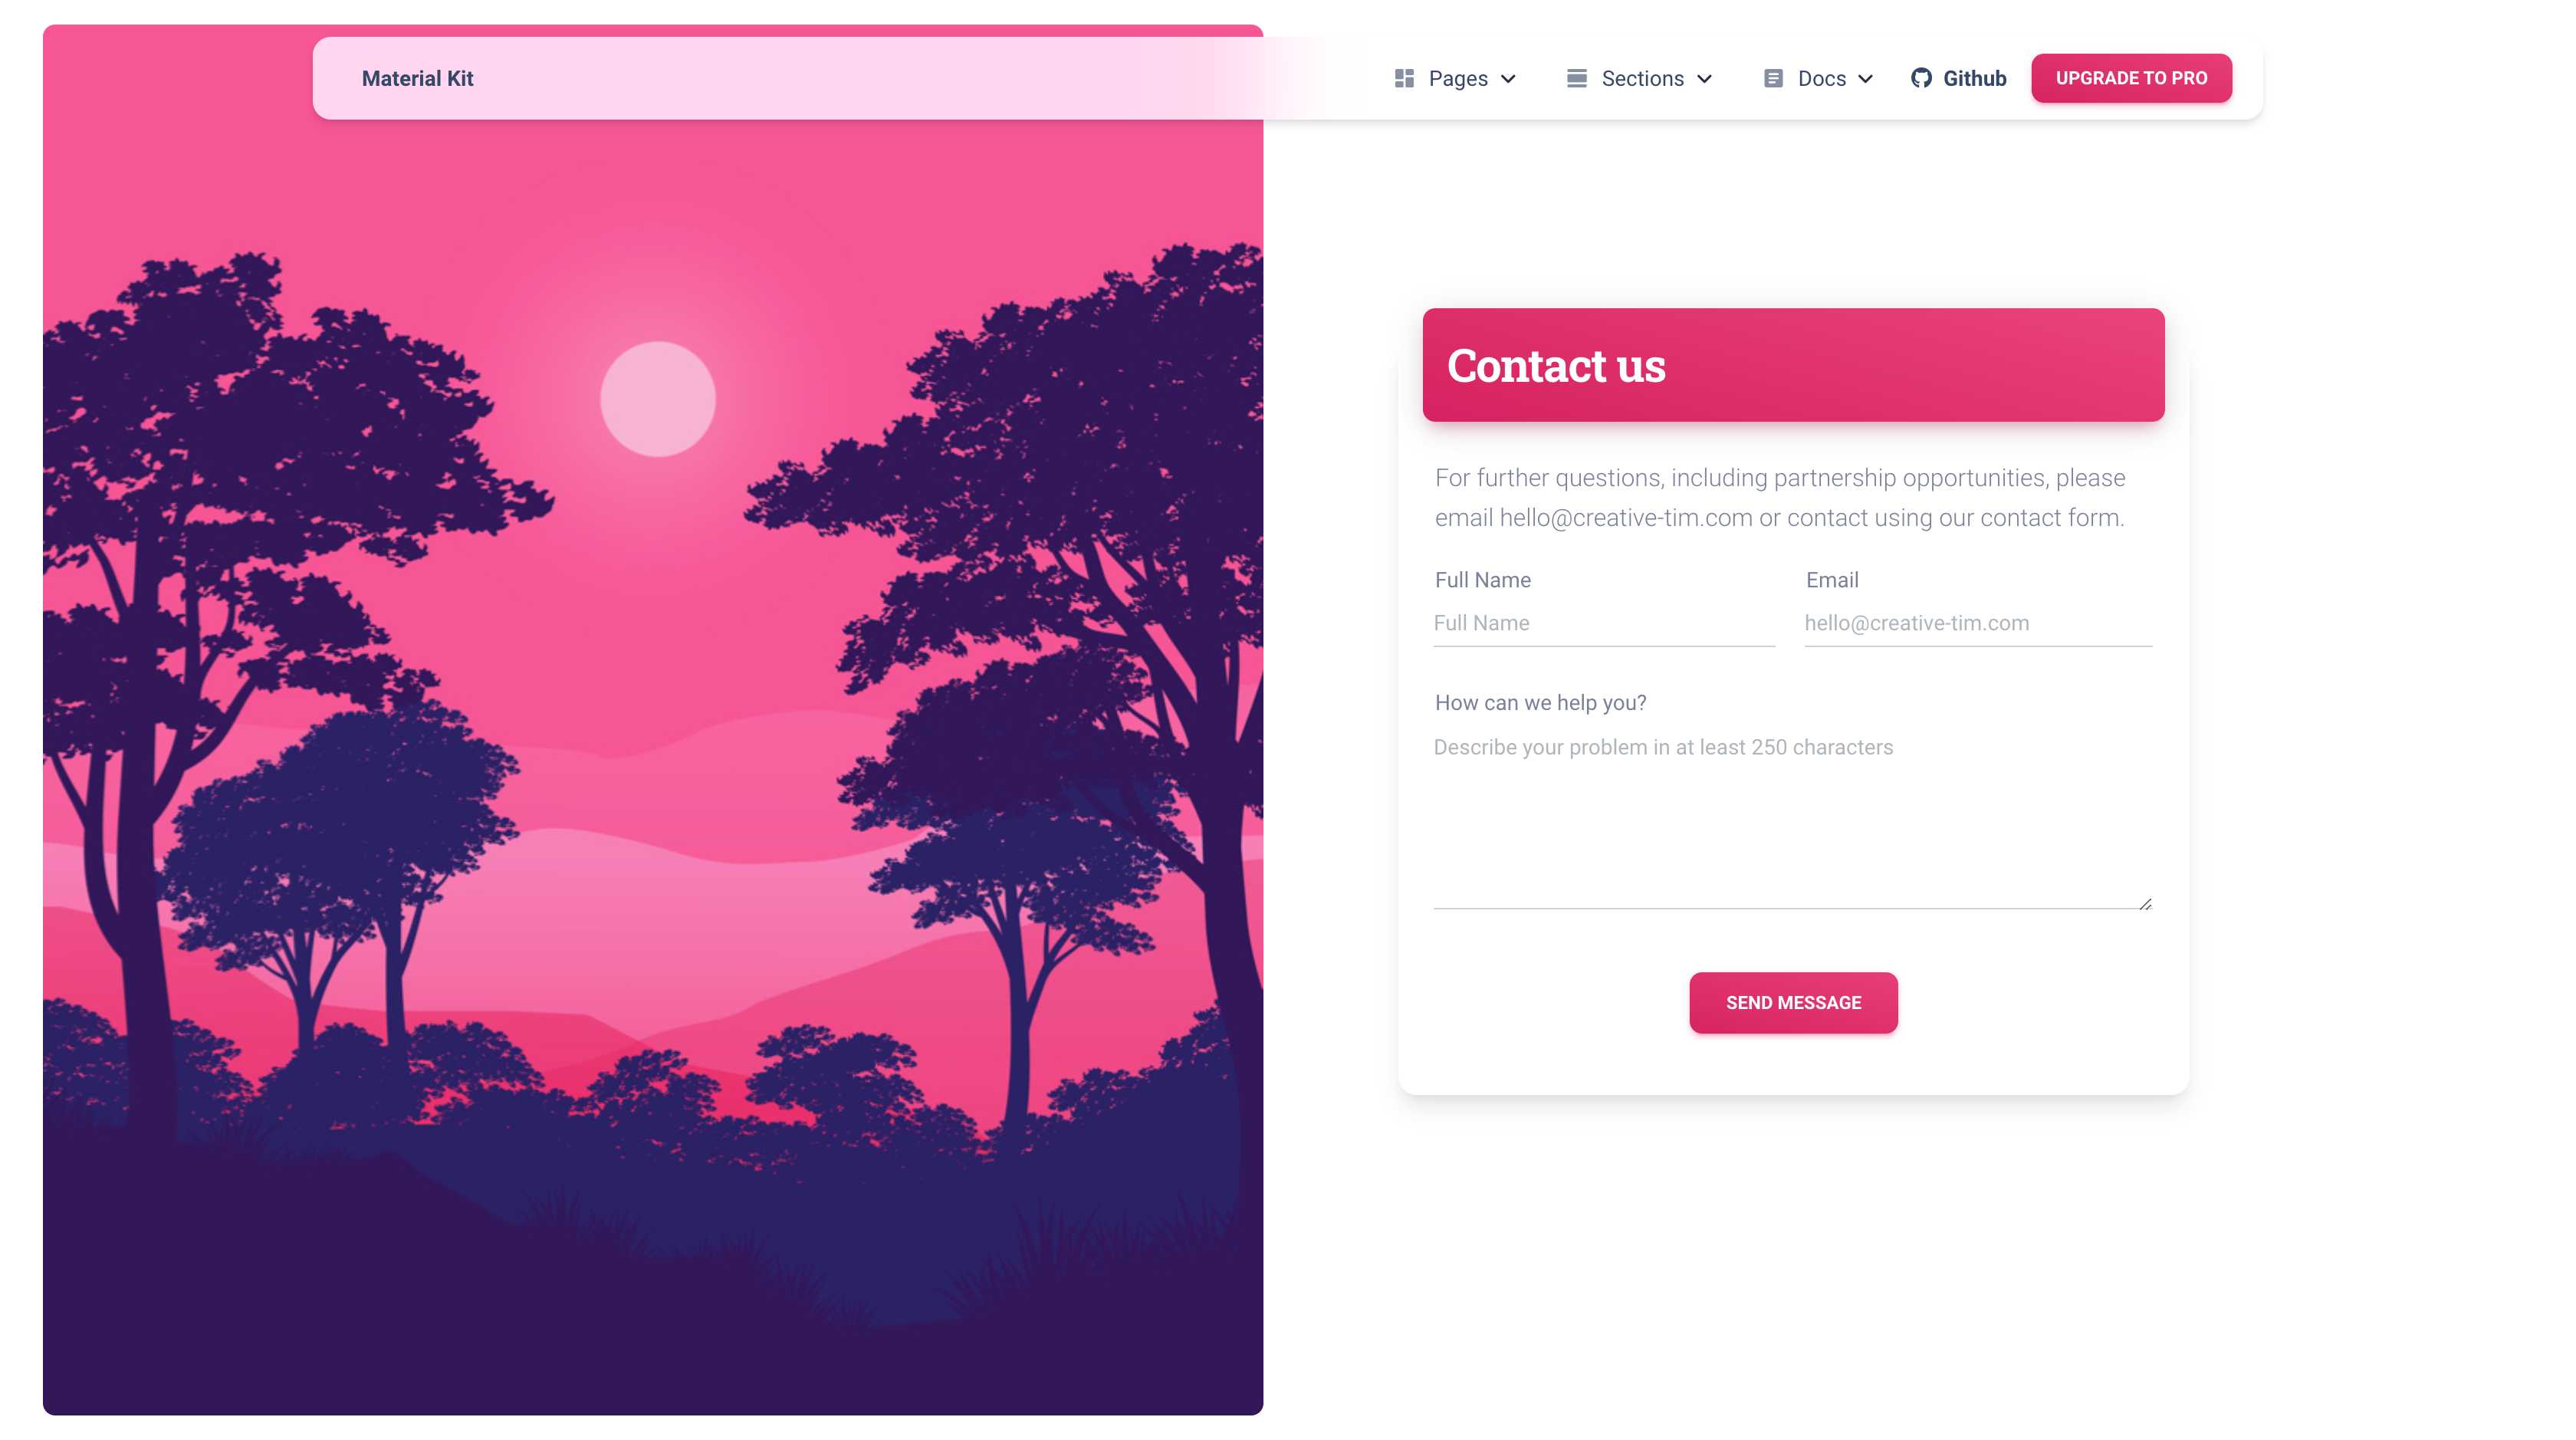 Material Kit
Pages
Sections
Docs
Github
UPGRADE TO PRO
Contact us
For further questions, including partnership opportunities, please
email hello@creative-tim.com or contact using our contact form.
Full Name
Email
Full Name
hello@creative-tim.com
How can we help you?
Describe your problem in at least 250 characters
SEND MESSAGE